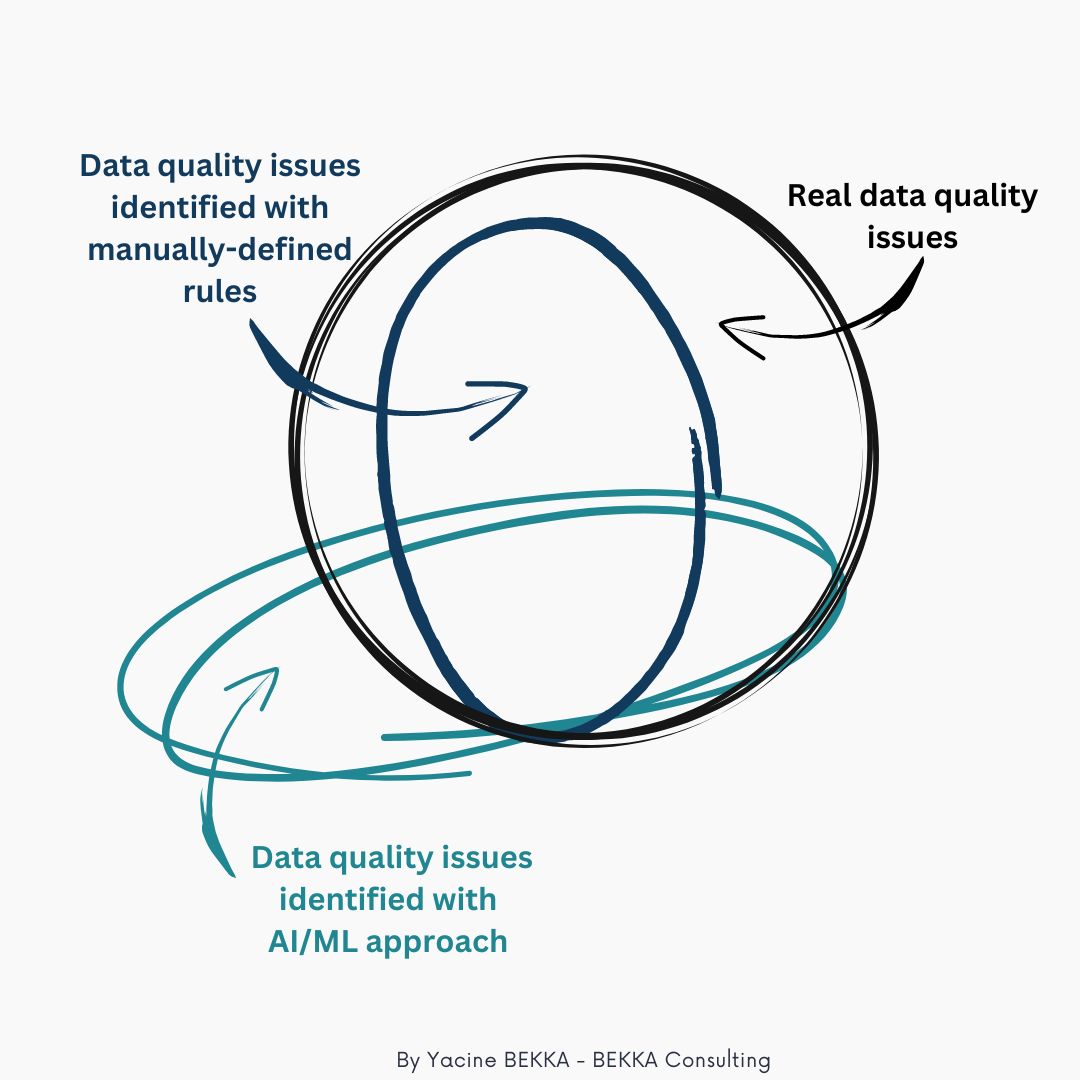 Data quality issues
identified with
manually-defined
rules
Real data quality
issues
Data quality issues
identified with
AI/ML approach
By Yacine BEKKA - BEKKA Consulting